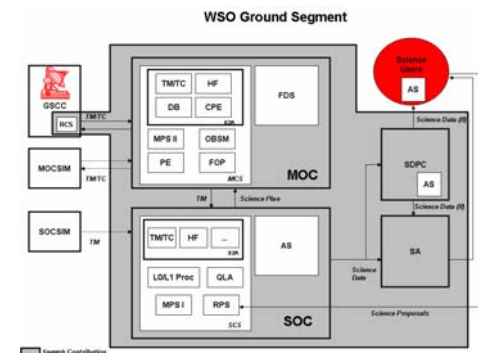 WSO Ground Segment
Science
Users
AS
GSCC
RCS
TM/TC
TM/TC
HF
DB
CPE
MPS II
OBSM
PE
FOP
MCS
FDS
MOC
Science Data (II)
SDPC
AS
MOCSIM
TM/TC
TM
Science Plan
Science Data (II)
SOCSIM
TM
TM/TC
HF
...
AS
SA
L0/L1 Proc
QLA
MPS I
RPS
SCS
SOC
Science
Data
Science Proposals
Spanish Contribution